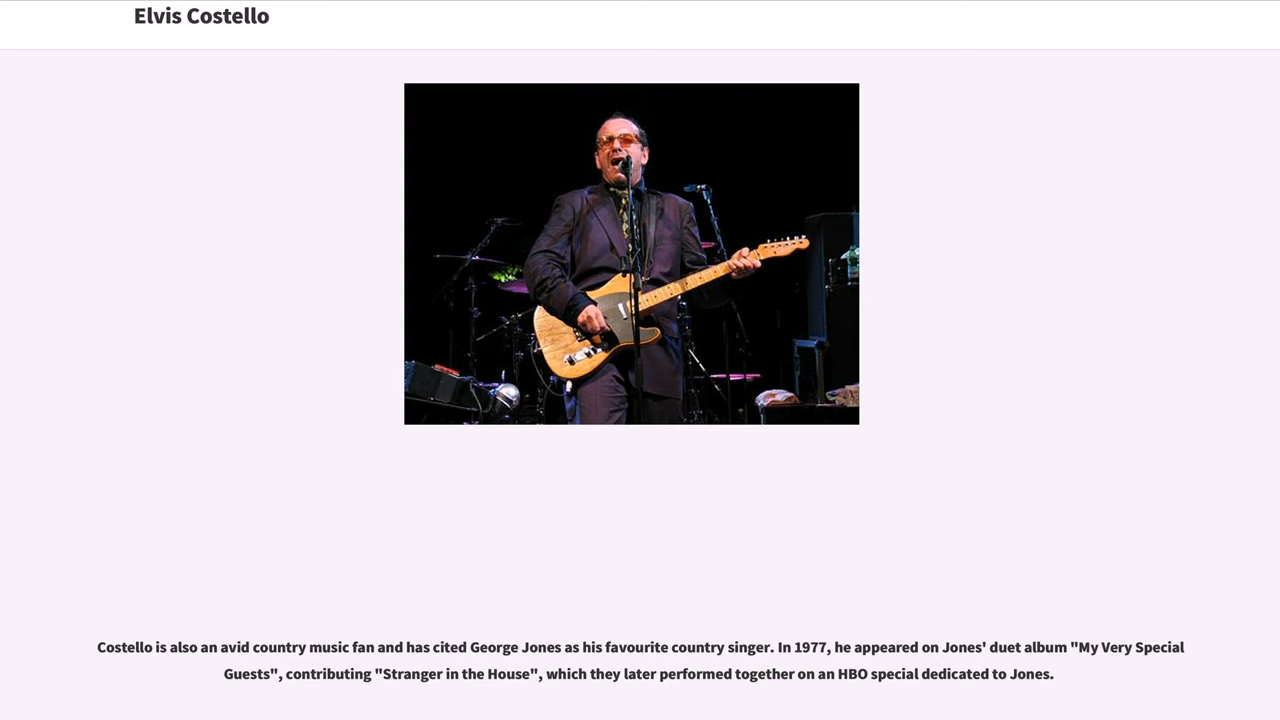 Elvis Costello
Costello is also an avid country music fan and has cited George Jones as his favourite country singer. In 1977, he appeared on Jones' duet album "My Very Special
Guests", contributing "Stranger in the House", which they later performed together on an HBO special dedicated to Jones.